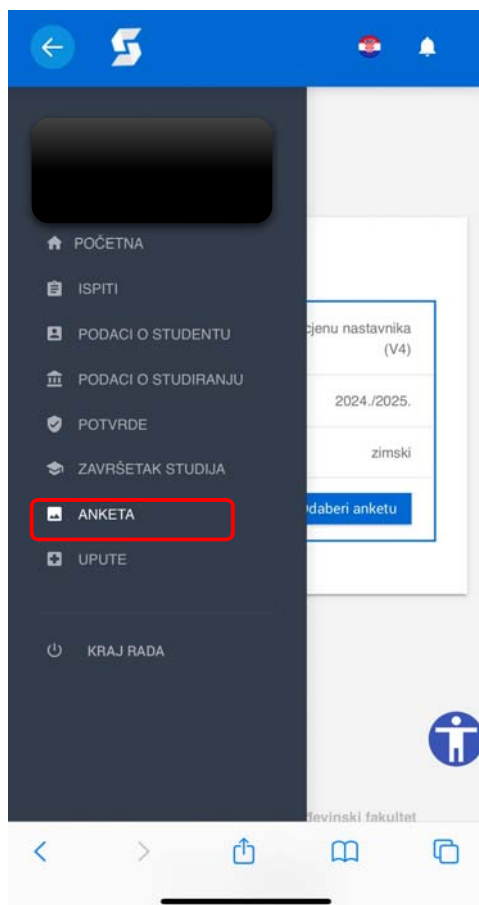 POČETNA
ISPITI
PODACI O STUDENTU
PODACI O STUDIRANJU
POTVRDE
ZAVRŠETAK STUDIJA
ANKETA
UPUTE
KRAJ RADA
cjenu nastavnika
(V4)
2024./2025.
zimski
daberi anketu
đevinski fakultet